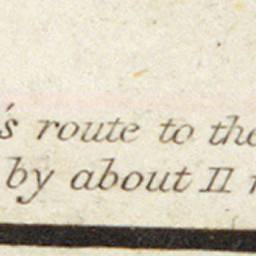 's route to the
by about II